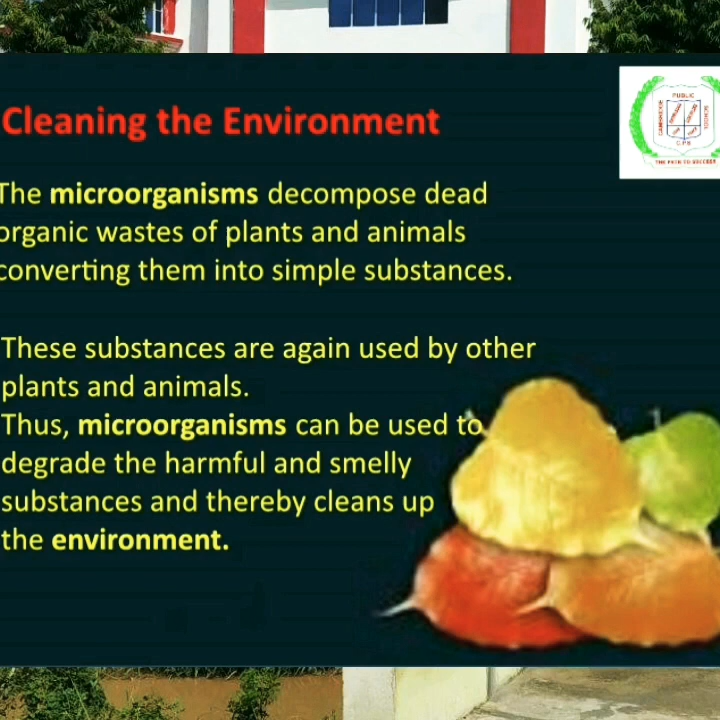 Cleaning the Environment
PUBLIC
CAMBRIDGE
SCHOOL
C.P.S
THE PATH TO SUCCESS
The microorganisms decompose dead
organic wastes of plants and animals
converting them into simple substances.
These substances are again used by other
plants and animals.
Thus, microorganisms can be used to
degrade the harmful and smelly
substances and thereby cleans up
the environment.